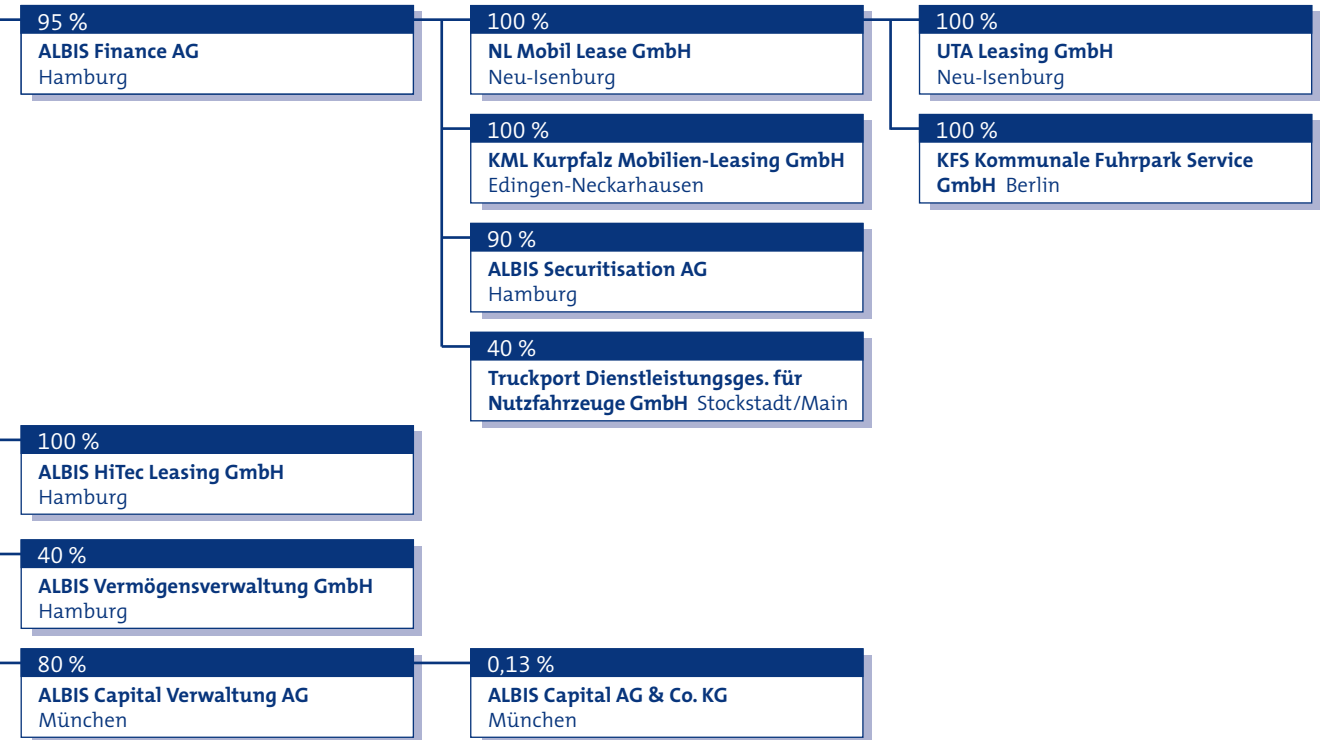 95 %
ALBIS Finance AG
Hamburg
100 %
NL Mobil Lease GmbH
Neu-Isenburg
100 %
UTA Leasing GmbH
Neu-Isenburg
100 %
KML Kurpfalz Mobilien-Leasing GmbH
Edingen-Neckarhausen
100 %
KFS Kommunale Fuhrpark Service
GmbH Berlin
90 %
ALBIS Securitisation AG
Hamburg
40 %
Truckport Dienstleistungsges. für
Nutzfahrzeuge GmbH Stockstadt/Main
100 %
ALBIS HiTec Leasing GmbH
Hamburg
40 %
ALBIS Vermögensverwaltung GmbH
Hamburg
80 %
ALBIS Capital Verwaltung AG
München
0,13 %
ALBIS Capital AG & Co. KG
München